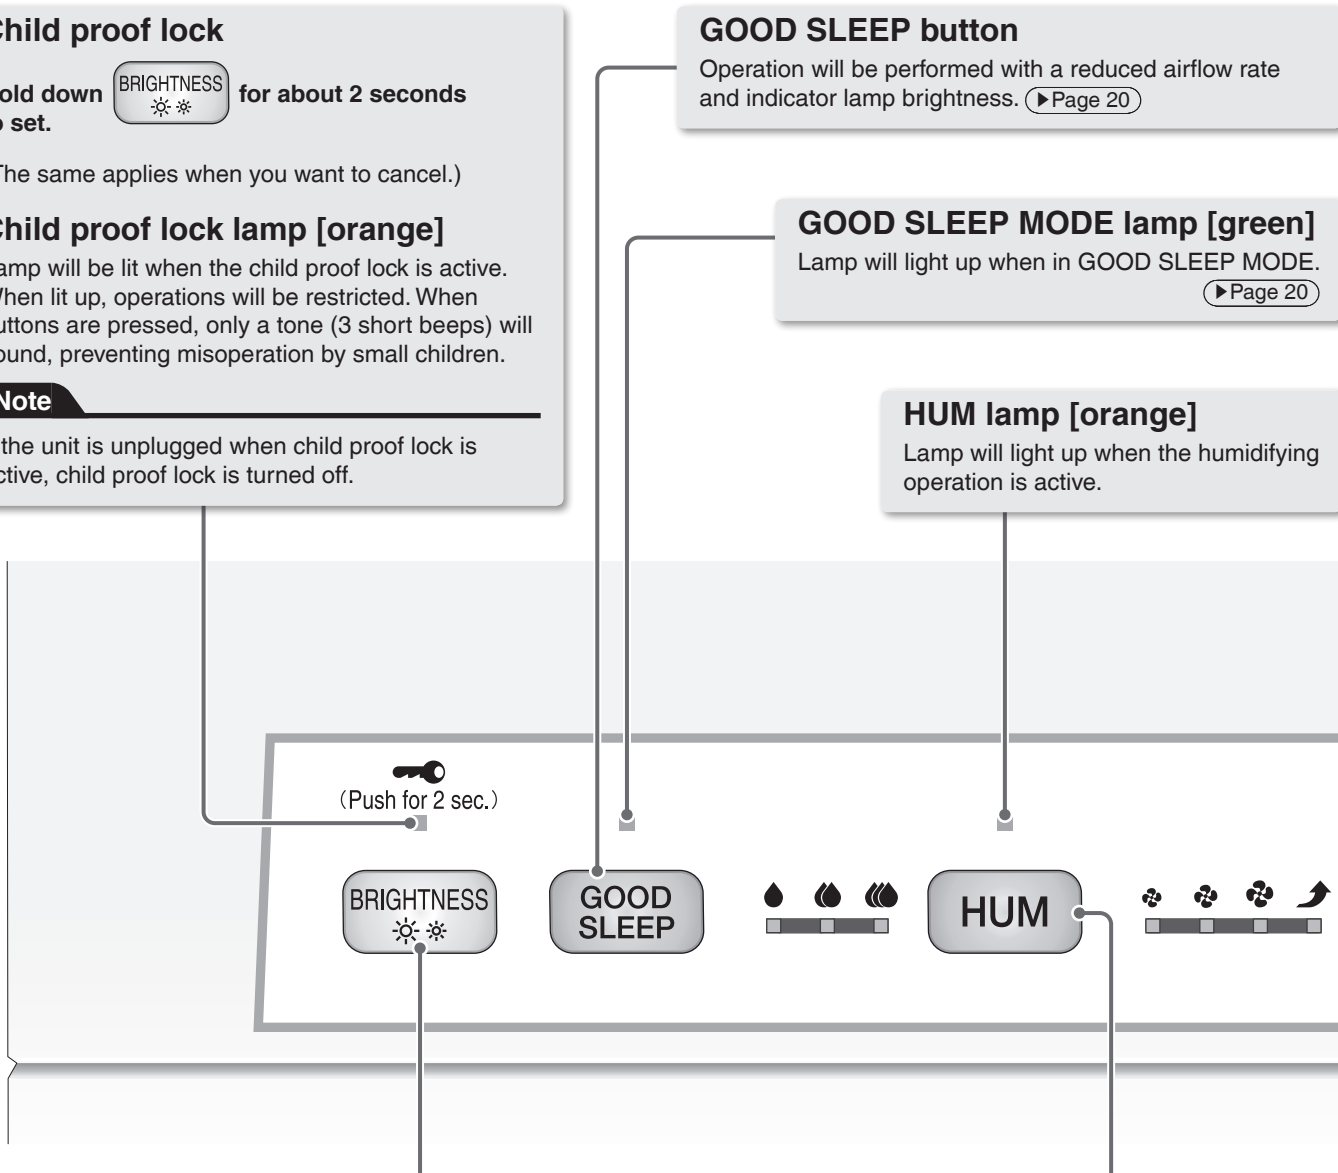 Child proof lock
old down BRIGHTNESS for about 2 seconds
o set.
The same applies when you want to cancel.)
Child proof lock lamp [orange]
amp will be lit when the child proof lock is active.
When lit up, operations will be restricted. When
uttons are pressed, only a tone (3 short beeps) will
ound, preventing misoperation by small children.
Note
the unit is unplugged when child proof lock is
ctive, child proof lock is turned off.
GOOD SLEEP button
Operation will be performed with a reduced airflow rate
and indicator lamp brightness. ▶Page 20
GOOD SLEEP MODE lamp [green]
Lamp will light up when in GOOD SLEEP MODE.
▶Page 20
HUM lamp [orange]
Lamp will light up when the humidifying
operation is active.
(Push for 2 sec.)
BRIGHTNESS
GOOD
SLEEP
HUM